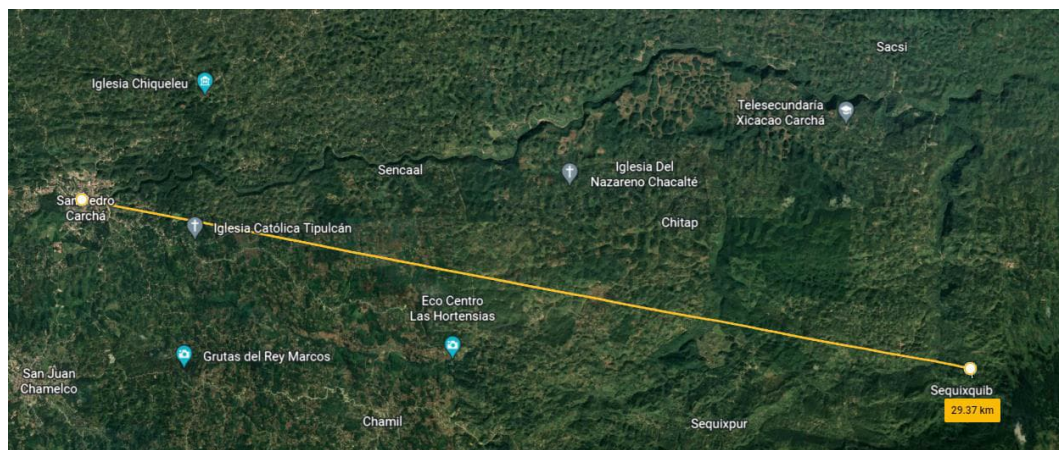 Sacsi
Iglesia Chiqueleu
Telesecundaría
Xicacao Carchá
Sencaal
Iglesia Del
Nazareno Chacalté
San Pedro
Carchá
Chitap
Iglesia Católica Tipulcán
Eco Centro
Las Hortensias
Grutas del Rey Marcos
San Juan
Chamelco
Sequixquib
29.37 km
Chamil
Sequixpur